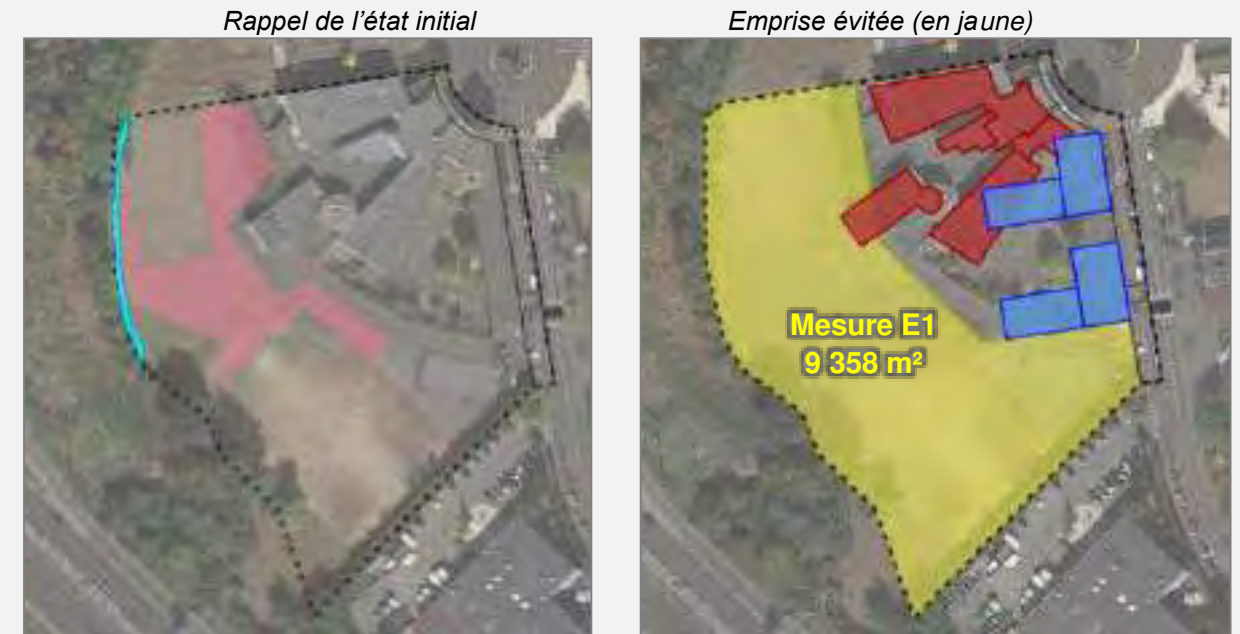 Rappel de l'état initial
Emprise évitée (en jaune)
Mesure E1
9 358 m²